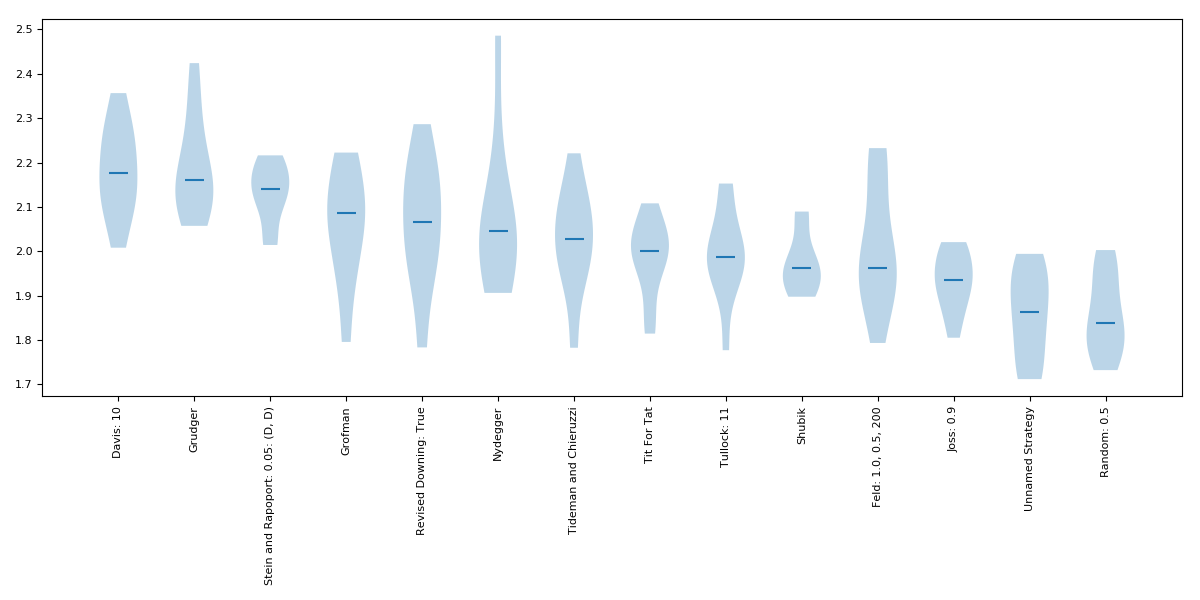 2.5
2.4
2.3
2.2
2.1
2.0
1.9
1.8
1.7
Davis: 10
Grudger
Stein and Rapoport: 0.05: (D, D)
Grofman
Revised Downing: True
Nydegger
Tideman and Chieruzzi
Tit For Tat
Tullock: 11
Shubik
Feld: 1.0, 0.5, 200
Joss: 0.9
Unnamed Strategy
Random: 0.5